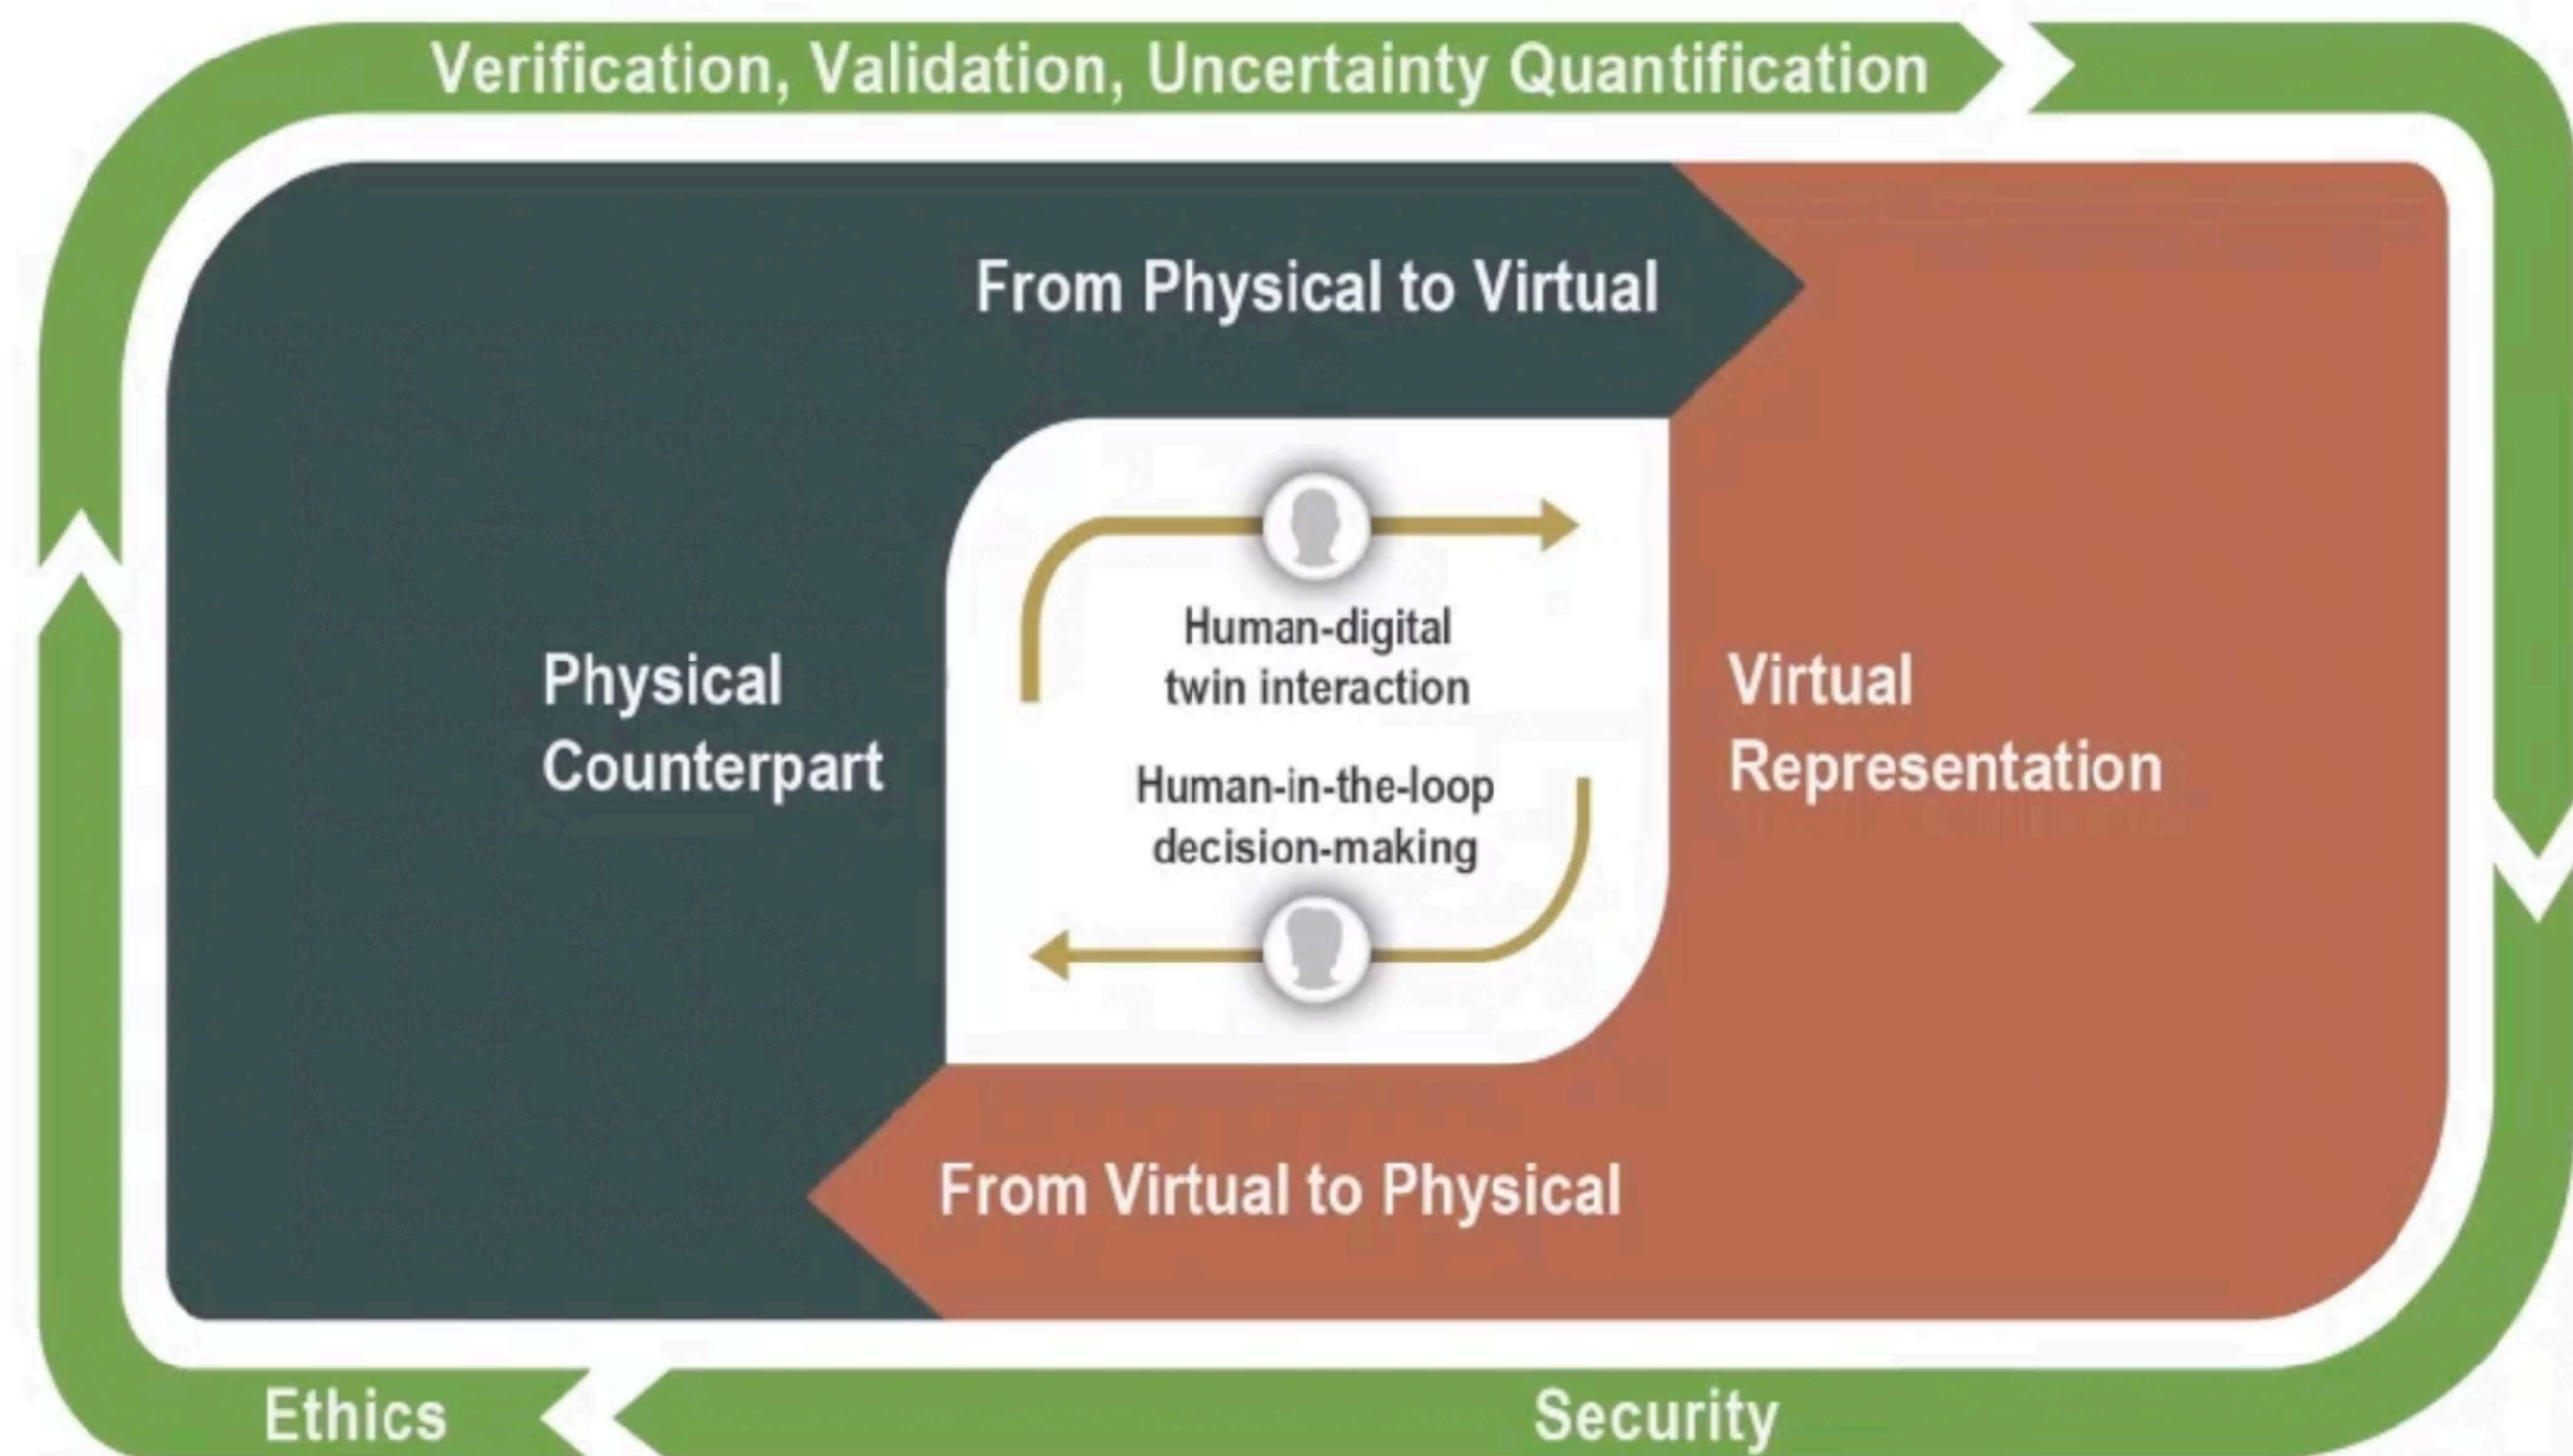 Verification, Validation, Uncertainty Quantification
From Physical to Virtual
Physical
Counterpart
Human-digital
twin interaction
Human-in-the-loop
decision-making
Virtual
Representation
From Virtual to Physical
Ethics
Security